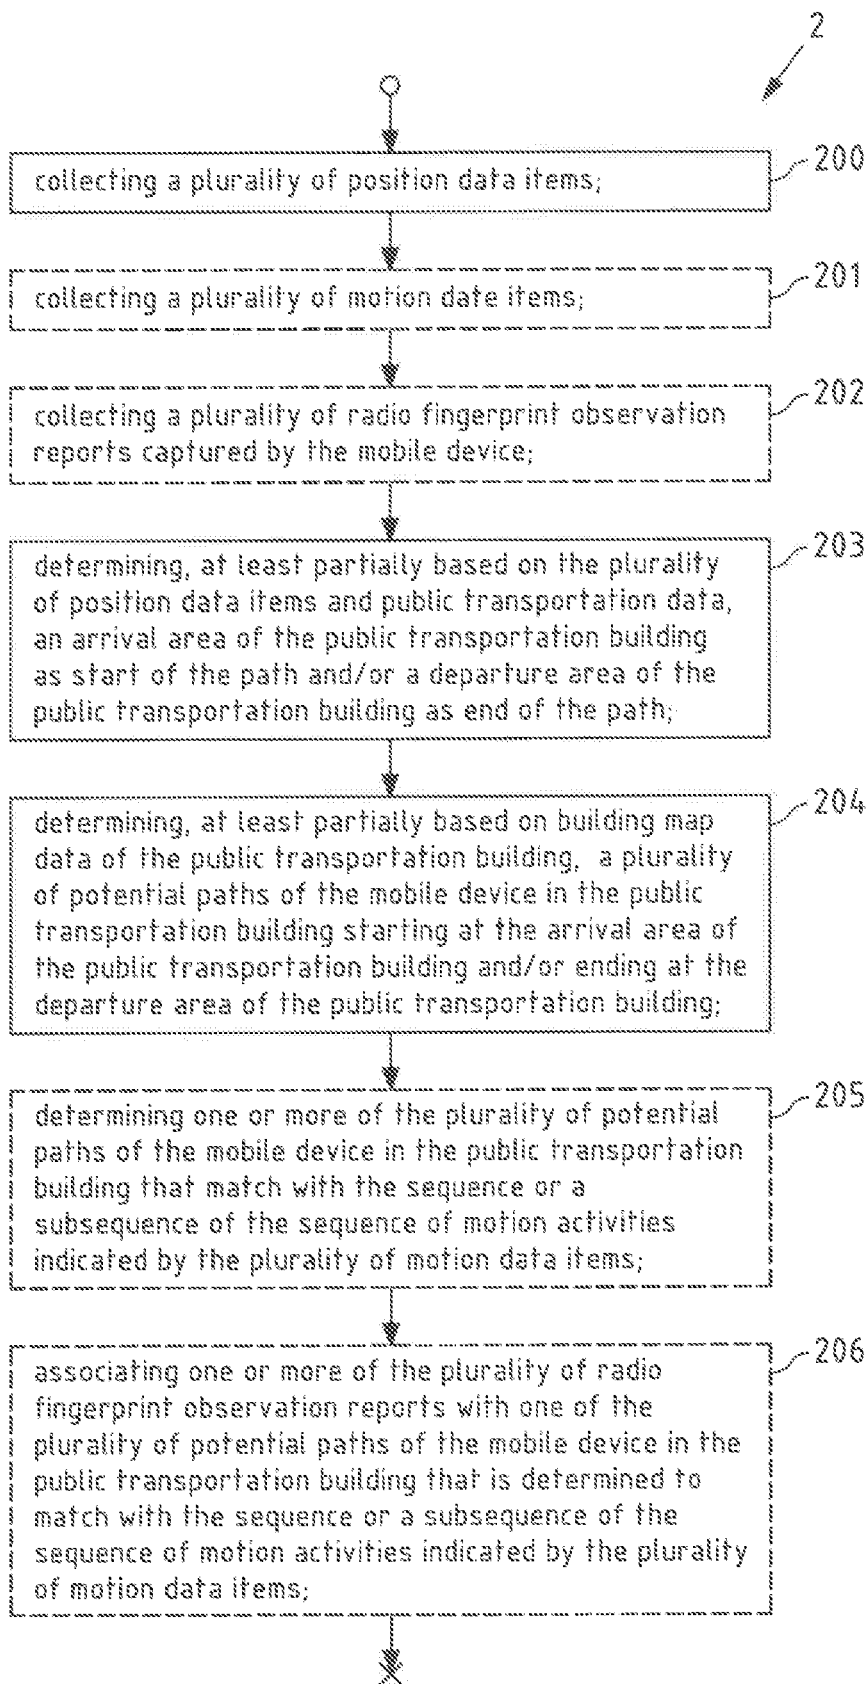 2
200
collecting a plurality of position data items;
201
collecting a plurality of motion date items;
202
collecting a plurality of radio fingerprint observation
reports captured by the mobile device;
203
determining, at least partially based on the plurality
of position data items and public transportation data,
an arrival area of the public transportation building
as start of the path and/or a departure area of the
public transportation building as end of the path;
204
determining, at least partially based on building map
data of the public transportation building, a plurality
of potential paths of the mobile device in the public
transportation building starting at the arrival area of
the public transportation building and/or ending at the
departure area of the public transportation building;
205
determining one or more of the plurality of potential
paths of the mobile device in the public transportation
building that match with the sequence or a
subsequence of the sequence of motion activities
indicated by the plurality of motion data items;
206
associating one or more of the plurality of radio
fingerprint observation reports with one of the
plurality of potential paths of the mobile device in the
public transportation building that is determined to
match with the sequence or a subsequence of the
sequence of motion activities indicated by the plurality
of motion data items;